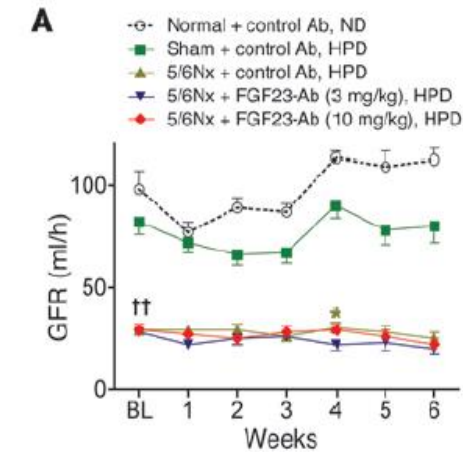 A
Normal + control Ab, ND
Sham + control Ab, HPD
5/6Nx + control Ab, HPD
5/6Nx + FGF23-Ab (3 mg/kg), HPD
5/6Nx + FGF23-Ab (10 mg/kg), HPD
GFR (ml/h)
100
50
0
††
*
BL 1 2 3 4 5 6
Weeks